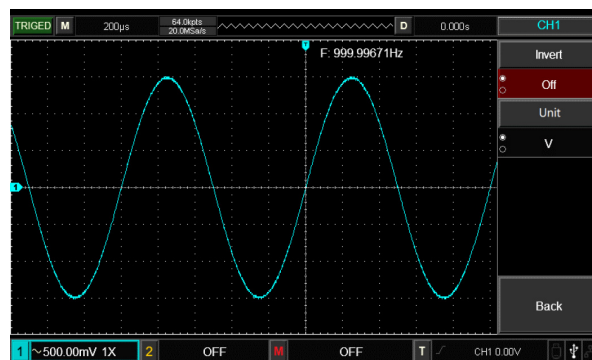 TRIGED M 200μs 64.0kpts D 0.000s CH1
20.0MSa/s
T
F: 999.99671Hz
Invert
Off
Unit
V
1
Back
1 ~500.00mV 1X 2 OFF M OFF T CH1 0.00V